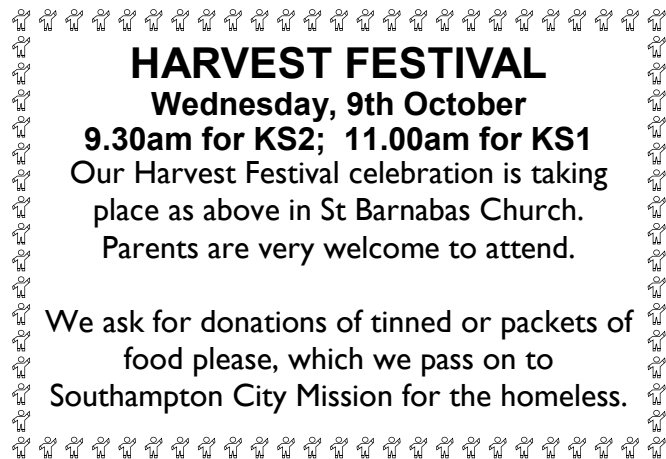 HARVEST FESTIVAL
Wednesday, 9th October
9.30am for KS2;  11.00am for KS1
Our Harvest Festival celebration is taking
place as above in St Barnabas Church.
Parents are very welcome to attend.
We ask for donations of tinned or packets of
food please, which we pass on to
Southampton City Mission for the homeless.